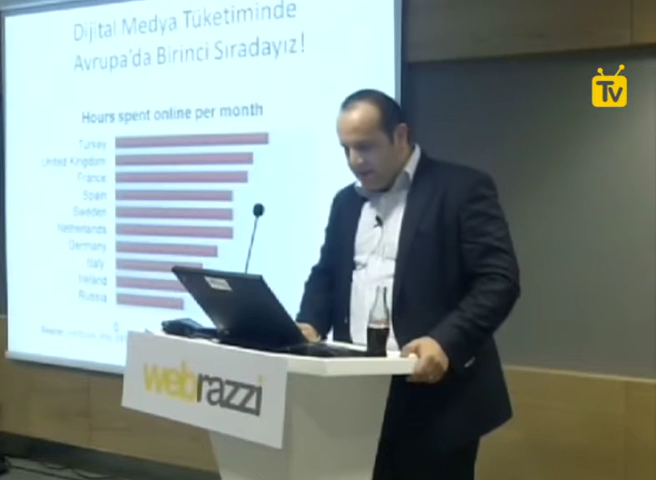 Dijital Medya Tüketiminde
Avrupa'da Birinci Sıradayız!
Tv
Hours spent online per month
Turkey
United Kingdom
France
Spain
Sweden
Netherlands
Germany
Italy
Ireland
Russia
0
webrazzi